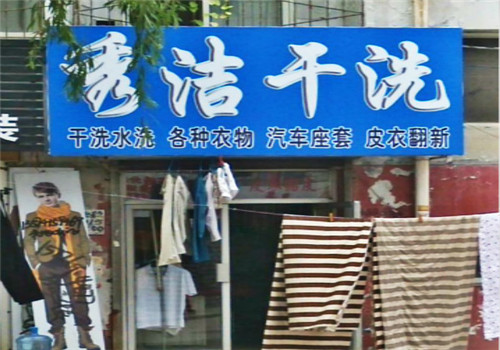 秀洁干洗
干洗水洗 各种衣物 汽车座套 皮衣翻新
装